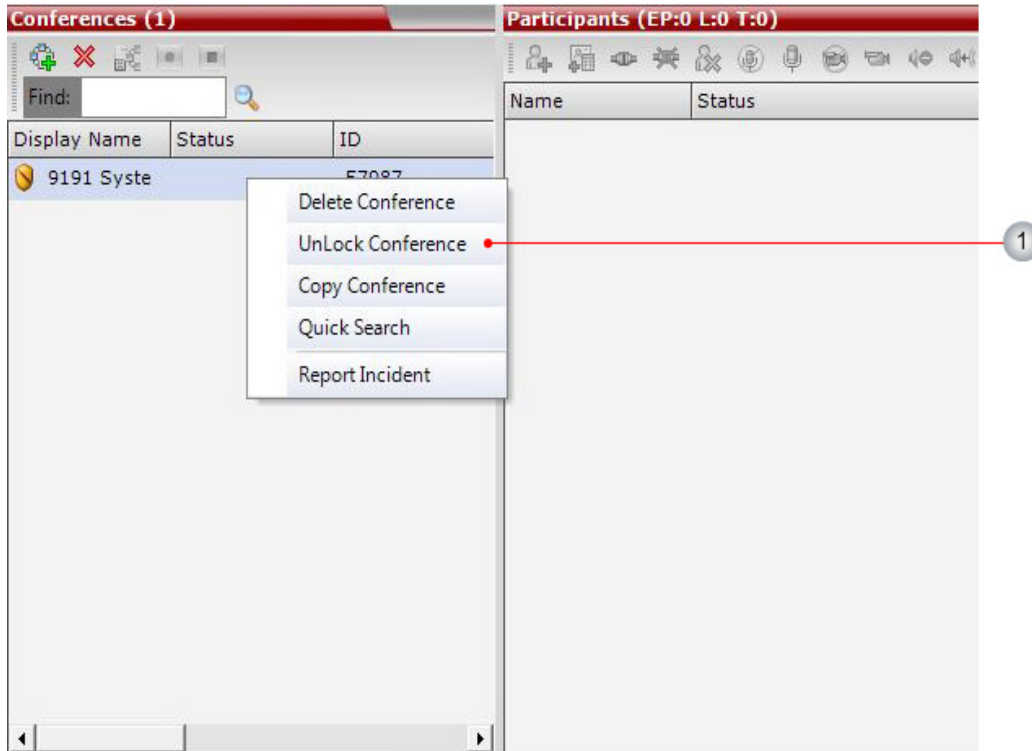 Conferences (1)
Participants (EP:0 L:0 T:0)
Find:
Name Status
Display Name Status ID
9191 Syste 57087
Delete Conference
UnLock Conference
1
Copy Conference
Quick Search
Report Incident